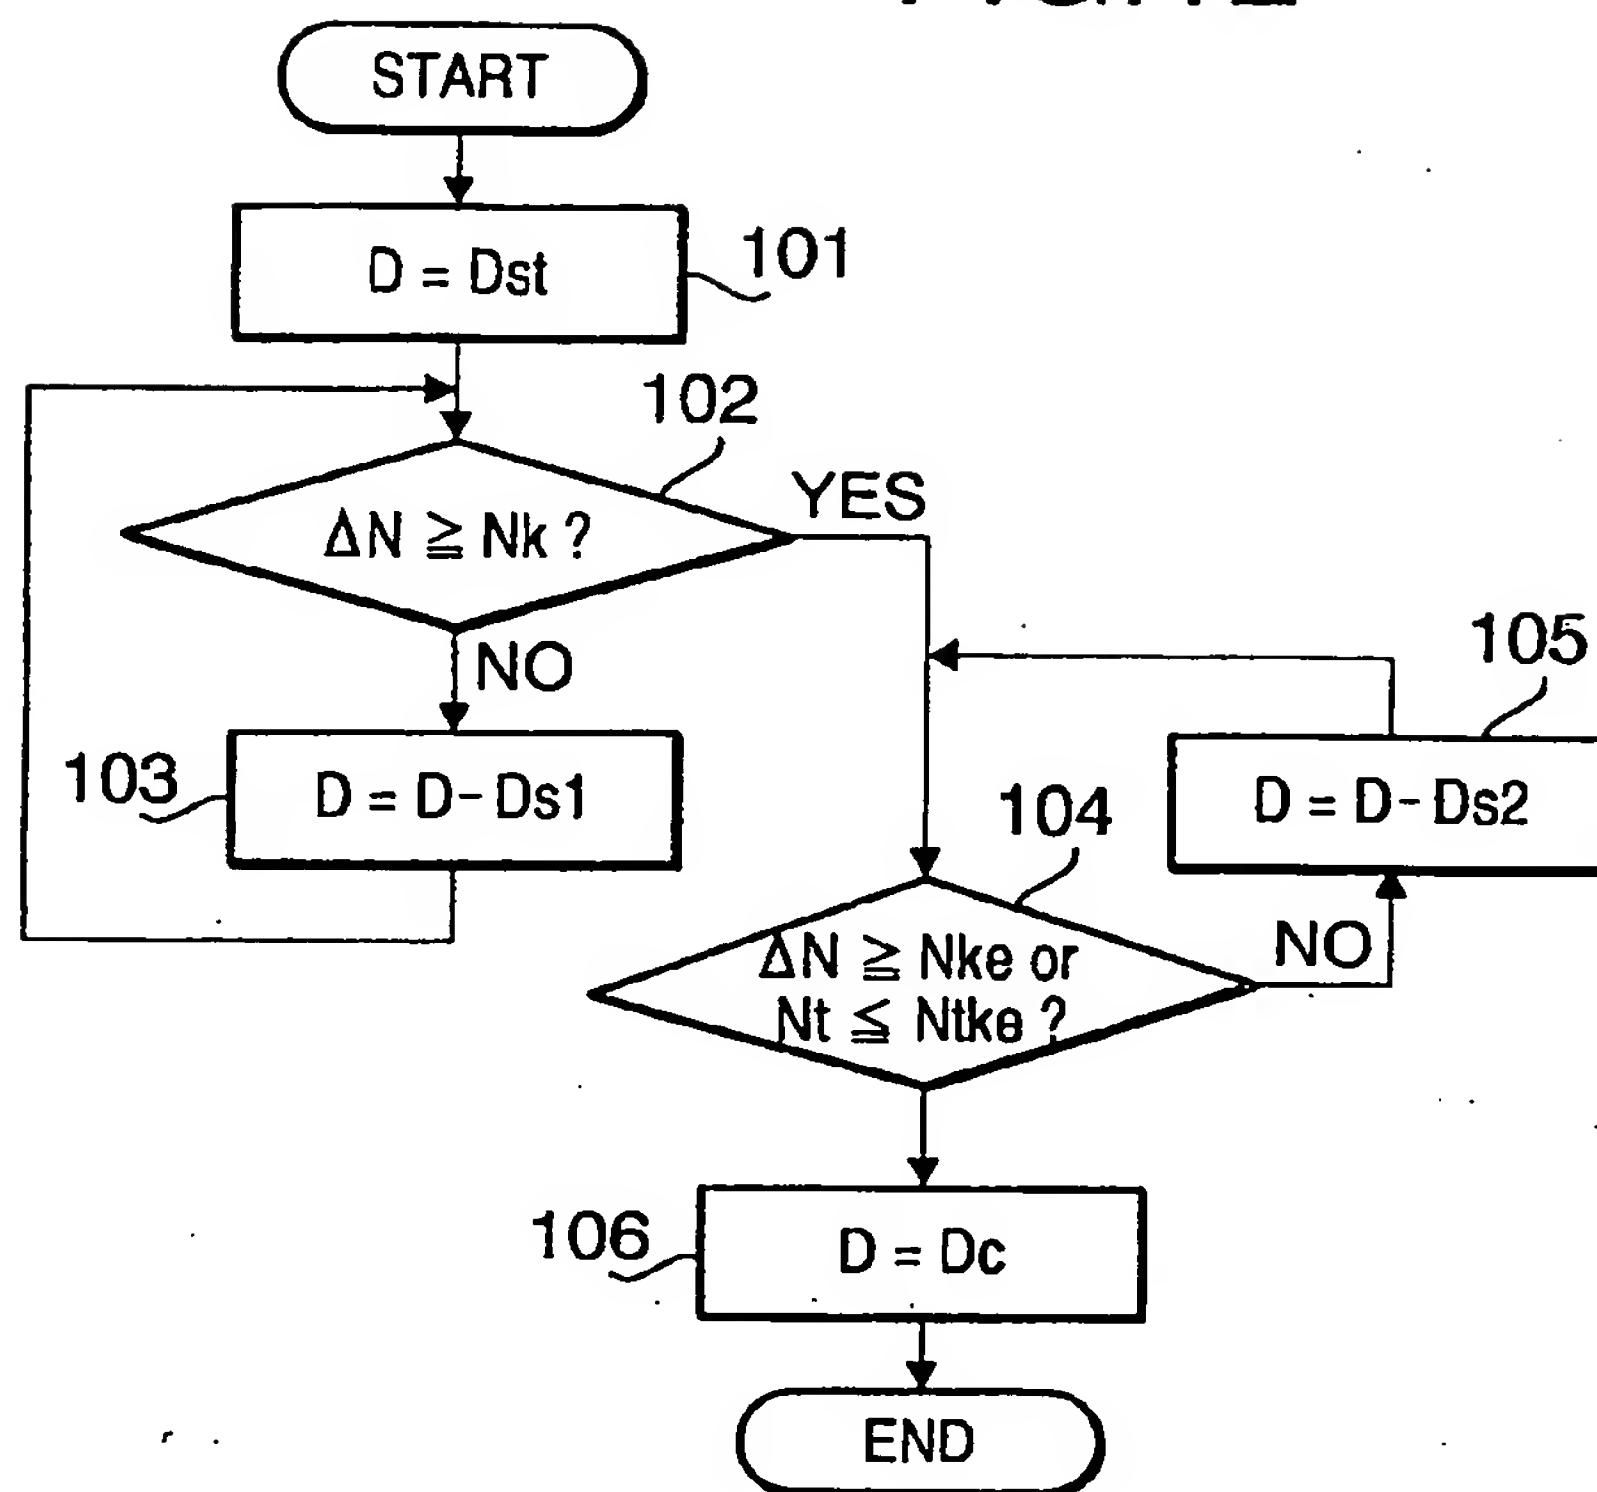 START
D = Dst
101
102
ΔN ≧ Nk ?
YES
NO
103
D = D- Ds1
105
D = D- Ds2
104
ΔN ≧ Nke or
Nt ≦ Ntke ?
NO
106
D = Dc
END